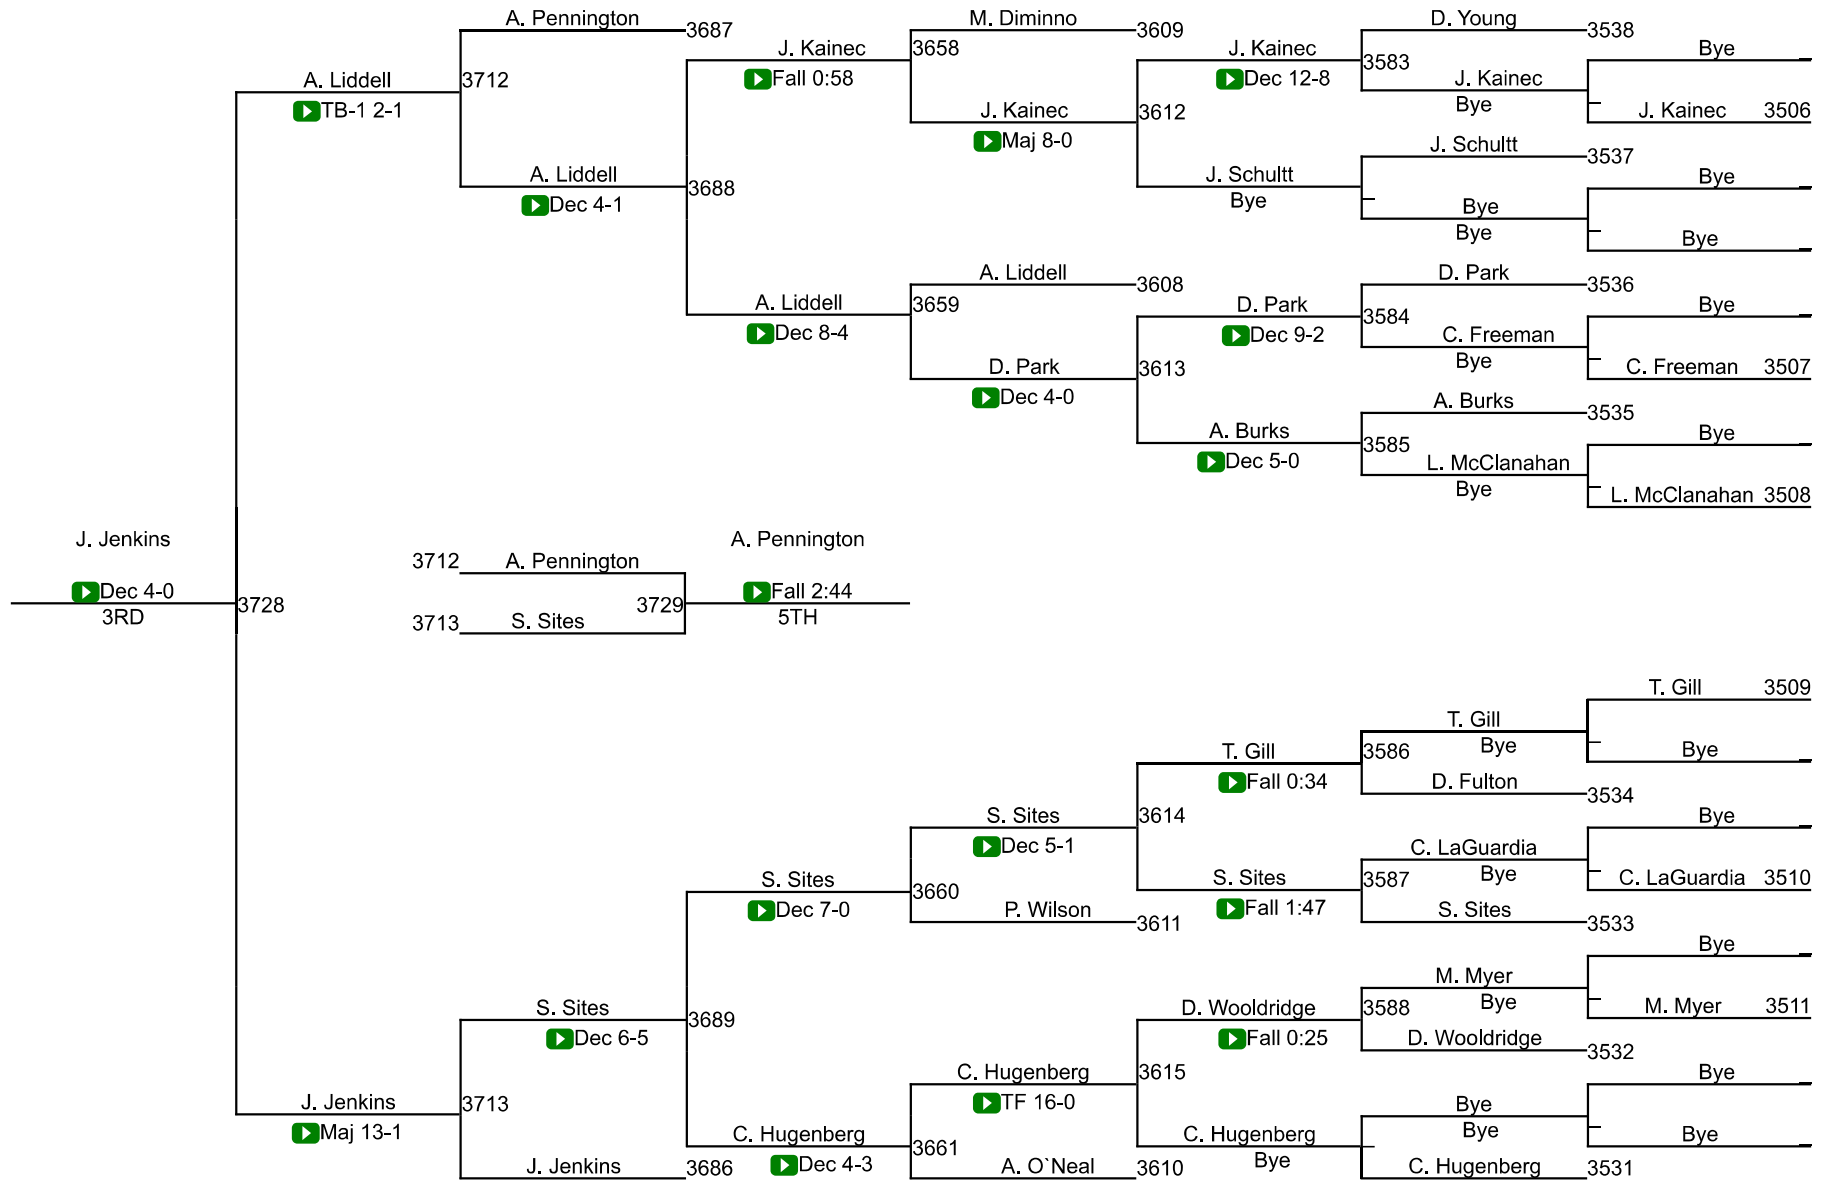 A. Pennington
3687
M. Diminno
3609
D. Young
3538
J. Kainec
3658
J. Kainec
Bye
A. Liddell
3712
Fall 0:58
Dec 12-8
3583
J. Kainec
TB-1 2-1
J. Kainec
3612
Bye
J. Kainec 3506
Maj 8-0
J. Schultt
3537
A. Liddell
3688
J. Schultt
Bye
Dec 4-1
Bye
Bye
Bye
Bye
A. Liddell
3608
D. Park
3536
A. Liddell
3659
D. Park
Bye
Dec 8-4
Dec 9-2
3584
C. Freeman
D. Park
3613
Bye
C. Freeman 3507
Dec 4-0
A. Burks
3535
A. Burks
3585
Bye
Dec 5-0
L. McClanahan
Bye
L. McClanahan 3508
J. Jenkins
3712
A. Pennington
A. Pennington
Dec 4-0
3728
3729
Fall 2:44
3RD
3713
S. Sites
5TH
T. Gill 3509
T. Gill
T. Gill
3586
Bye
Bye
Fall 0:34
D. Fulton
3534
S. Sites
3614
Bye
Dec 5-1
C. LaGuardia
S. Sites
3660
S. Sites
3587
Bye
C. LaGuardia 3510
Dec 7-0
P. Wilson
3611
Fall 1:47
S. Sites
3533
Bye
M. Myer
S. Sites
3689
D. Wooldridge
3588
Bye
M. Myer 3511
Dec 6-5
Fall 0:25
D. Wooldridge
3532
C. Hugenberg
3615
Bye
J. Jenkins
3713
TF 16-0
Bye
Maj 13-1
C. Hugenberg
3661
C. Hugenberg
Bye
Bye
J. Jenkins
3686
Dec 4-3
A. O`Neal
3610
Bye
C. Hugenberg
3531